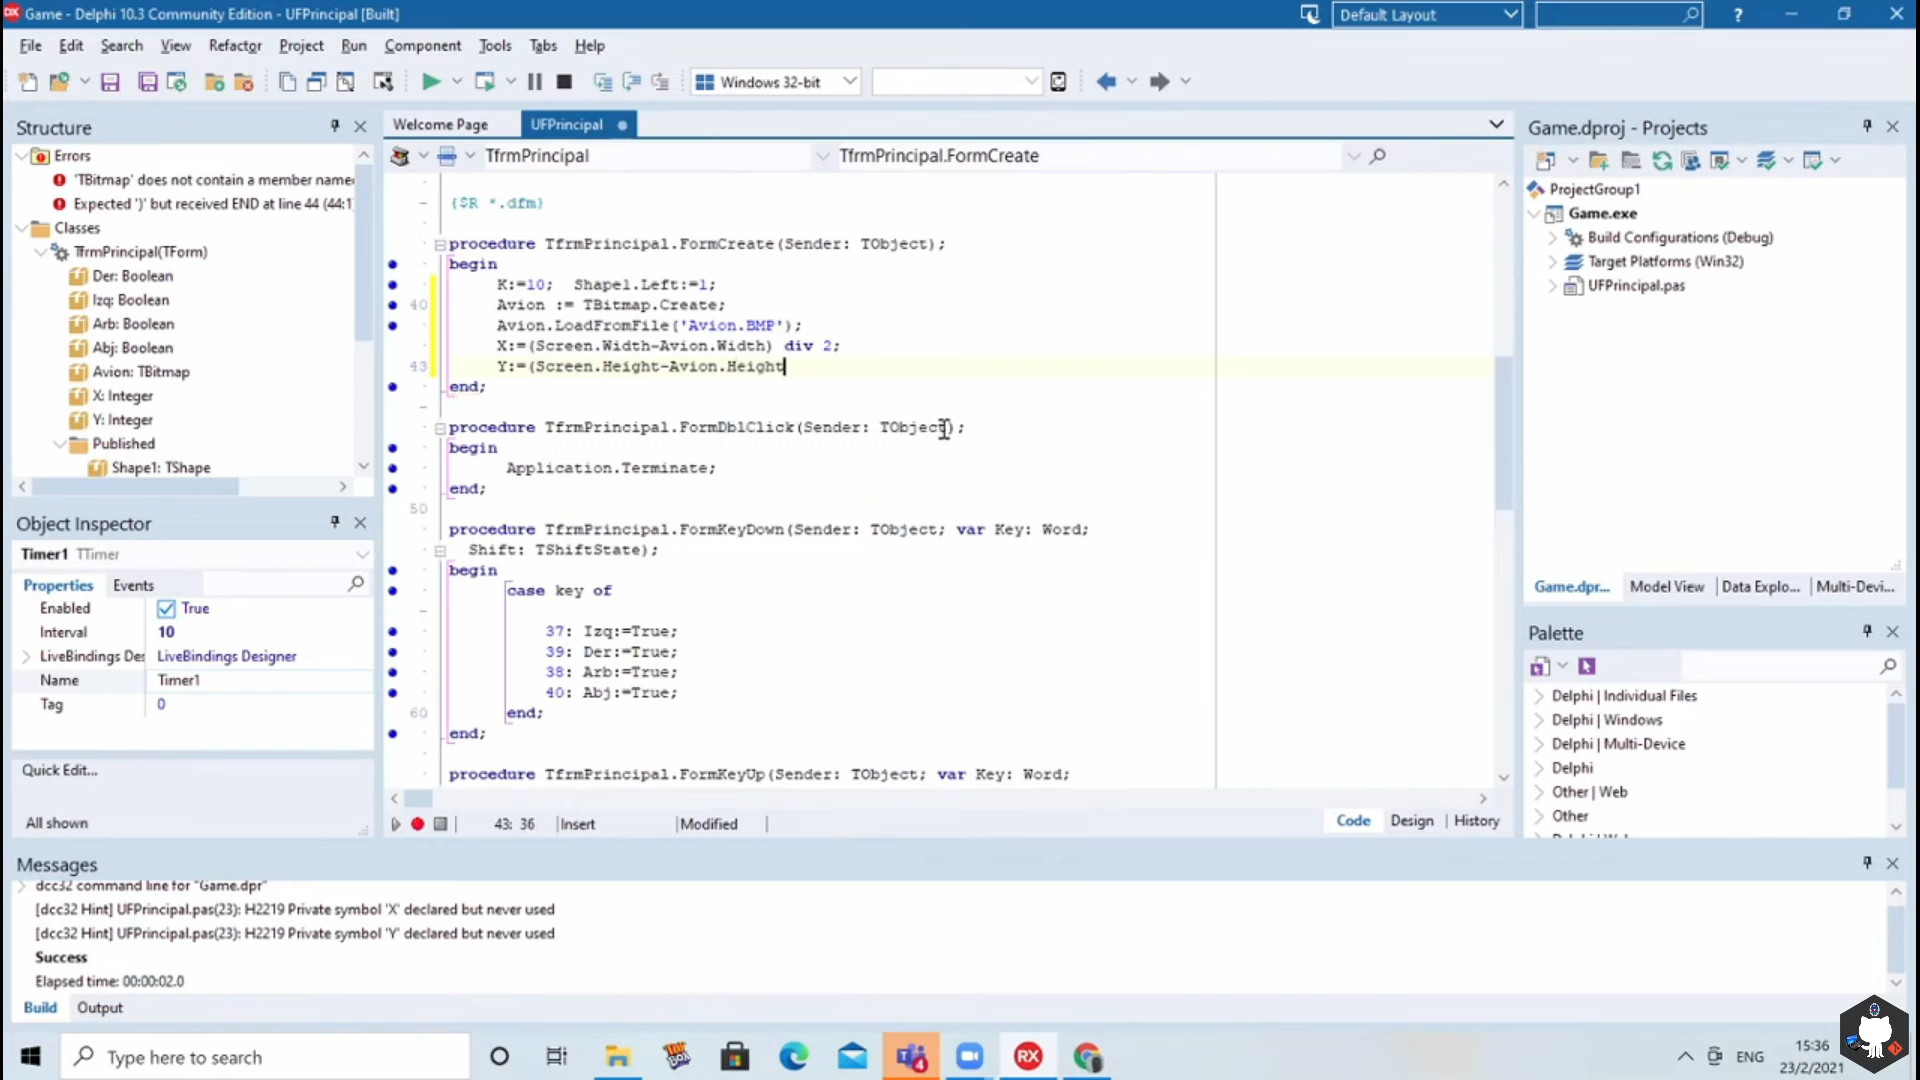 Game - Delphi 10.3 Community Edition - UFPrincipal [Built]
Default Layout
File Edit Search View Refactor Project Run Component Tools Tabs Help
Windows 32-bit
Structure
Errors
'TBitmap' does not contain a member name
Expected ')' but received END at line 44 (44:1
Classes
TfrmPrincipal(TForm)
Der: Boolean
Izq: Boolean
Arb: Boolean
Abj: Boolean
Avion: TBitmap
X: Integer
Y: Integer
Published
Shape1: TShape
Object Inspector
Timer1 TTimer
Properties Events
Enabled True
Interval 10
LiveBindings Des LiveBindings Designer
Name Timer1
Tag 0
Quick Edit...
All shown
Welcome Page UFPrincipal
TfrmPrincipal TfrmPrincipal.FormCreate
{$R *.dfm}
procedure TfrmPrincipal.FormCreate(Sender: TObject);
begin
K:=10; Shape1.Left:=1;
40 Avion := TBitmap.Create;
Avion.LoadFromFile('Avion.BMP');
X:=(Screen.Width-Avion.Width) div 2;
43 Y:=(Screen.Height-Avion.Height
end;
procedure TfrmPrincipal.FormDblClick(Sender: TObject);
begin
Application.Terminate;
end;
50
procedure TfrmPrincipal.FormKeyDown(Sender: TObject; var Key: Word;
Shift: TShiftState);
begin
case key of
37: Izq:=True;
39: Der:=True;
38: Arb:=True;
40: Abj:=True;
60 end;
end;
procedure TfrmPrincipal.FormKeyUp(Sender: TObject; var Key: Word;
43: 36 Insert Modified
Code Design History
Game.dproj - Projects
ProjectGroup1
Game.exe
Build Configurations (Debug)
Target Platforms (Win32)
UFPrincipal.pas
Game.dpr... Model View Data Explo... Multi-Devi...
Palette
Delphi | Individual Files
Delphi | Windows
Delphi | Multi-Device
Delphi
Other | Web
Other
Messages
dcc32 command line for "Game.dpr"
[dcc32 Hint] UFPrincipal.pas(23): H2219 Private symbol 'X' declared but never used
[dcc32 Hint] UFPrincipal.pas(23): H2219 Private symbol 'Y' declared but never used
Success
Elapsed time: 00:00:02.0
Build Output
Type here to search
4
RX
ENG
15:36
23/2/2021